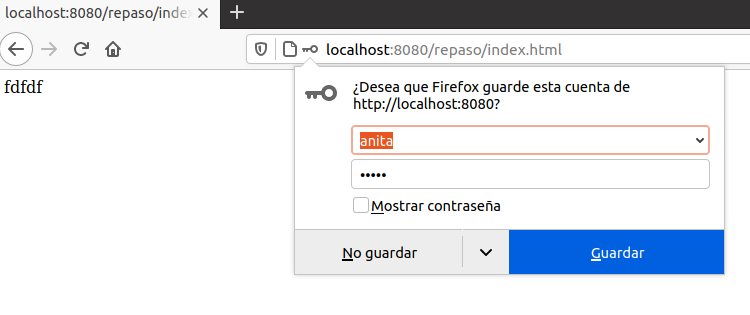 localhost:8080/repaso/inde
localhost:8080/repaso/index.html
fdfdf
¿Desea que Firefox guarde esta cuenta de
http://localhost:8080?
anita
•••••
Mostrar contraseña
No guardar
Guardar